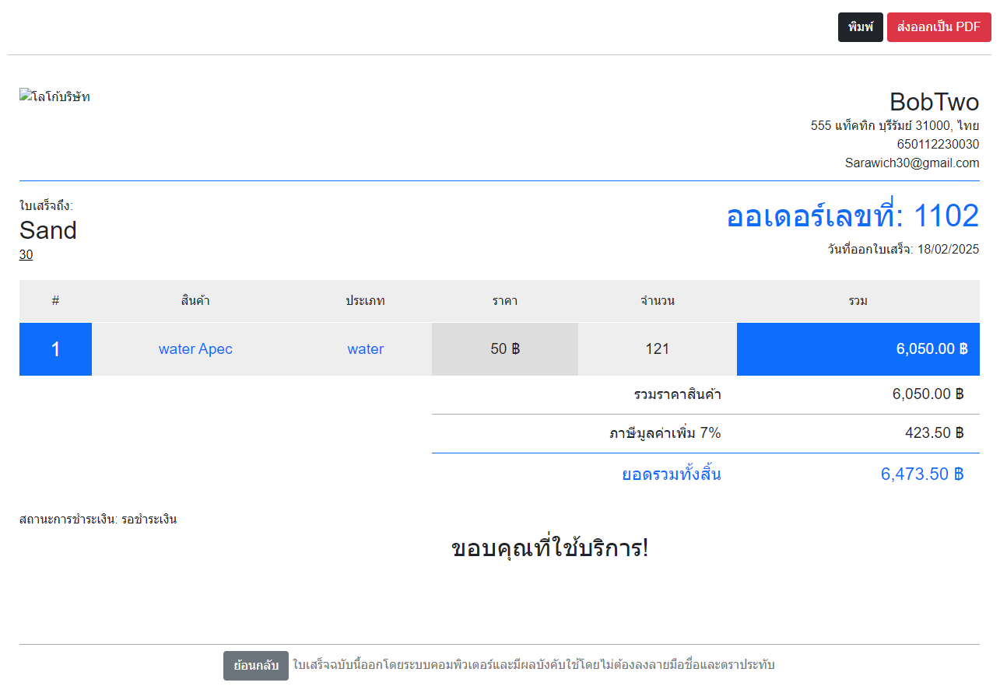 พิมพ์ ส่งออกเป็น PDF
โลโก้บริษัท
BobTwo
555 แท็คทิก บุรีรัมย์ 31000, ไทย
650112230030
Sarawich30@gmail.com
ใบเสร็จถึง:
Sand
30
ออเดอร์เลขที่: 1102
วันที่ออกใบเสร็จ: 18/02/2025
# สินค้า ประเภท ราคา จำนวน รวม
1 water Apec water 50 ฿ 121 6,050.00 ฿
รวมราคาสินค้า 6,050.00 ฿
ภาษีมูลค่าเพิ่ม 7% 423.50 ฿
ยอดรวมทั้งสิ้น 6,473.50 ฿
สถานะการชำระเงิน: รอชำระเงิน
ขอบคุณที่ใช้บริการ!
ย้อนกลับ ใบเสร็จฉบับนี้ออกโดยระบบคอมพิวเตอร์และมีผลบังคับใช้โดยไม่ต้องลงลายมือชื่อและตราประทับ